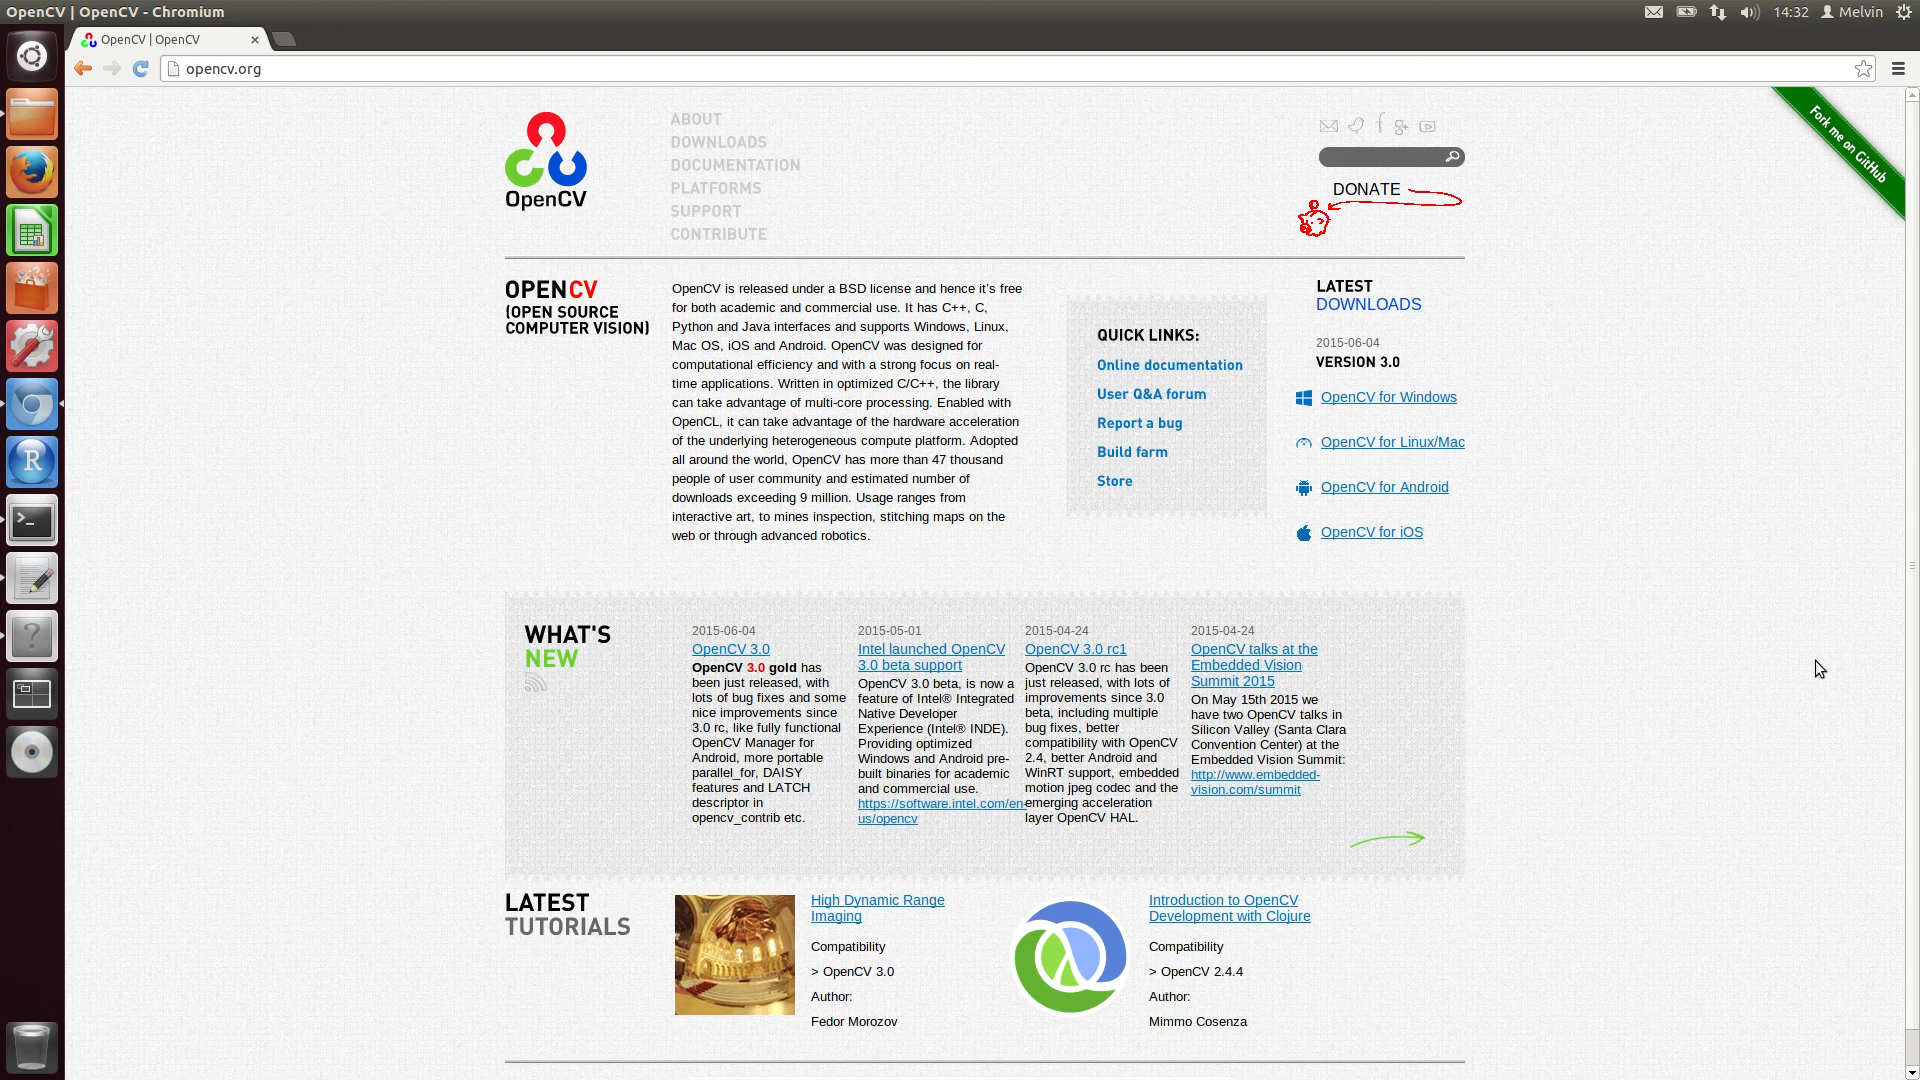 OpenCV | OpenCV - Chromium
14:32
Melvin
OpenCV | OpenCV
opencv.org
OpenCV
ABOUT
DOWNLOADS
DOCUMENTATION
PLATFORMS
SUPPORT
CONTRIBUTE
DONATE
Fork me on GitHub
OPENCV
(OPEN SOURCE
COMPUTER VISION)
OpenCV is released under a BSD license and hence it's free
for both academic and commercial use. It has C++, C,
Python and Java interfaces and supports Windows, Linux,
Mac OS, iOS and Android. OpenCV was designed for
computational efficiency and with a strong focus on real-
time applications. Written in optimized C/C++, the library
can take advantage of multi-core processing. Enabled with
OpenCL, it can take advantage of the hardware acceleration
of the underlying heterogeneous compute platform. Adopted
all around the world, OpenCV has more than 47 thousand
people of user community and estimated number of
downloads exceeding 9 million. Usage ranges from
interactive art, to mines inspection, stitching maps on the
web or through advanced robotics.
QUICK LINKS:
Online documentation
User Q&A forum
Report a bug
Build farm
Store
LATEST
DOWNLOADS
2015-06-04
VERSION 3.0
OpenCV for Windows
OpenCV for Linux/Mac
OpenCV for Android
OpenCV for iOS
WHAT'S
NEW
2015-06-04
OpenCV 3.0
OpenCV 3.0 gold has
been just released, with
lots of bug fixes and some
nice improvements since
3.0 rc, like fully functional
OpenCV Manager for
Android, more portable
parallel_for, DAISY
features and LATCH
descriptor in
opencv_contrib etc.
2015-05-01
Intel launched OpenCV
3.0 beta support
OpenCV 3.0 beta, is now a
feature of Intel® Integrated
Native Developer
Experience (Intel® INDE).
Providing optimized
Windows and Android pre-
built binaries for academic
and commercial use.
https://software.intel.com/en-
us/opencv
2015-04-24
OpenCV 3.0 rc1
OpenCV 3.0 rc has been
just released, with lots of
improvements since 3.0
beta, including multiple
bug fixes, better
compatibility with OpenCV
2.4, better Android and
WinRT support, embedded
motion jpeg codec and the
emerging acceleration
layer OpenCV HAL.
2015-04-24
OpenCV talks at the
Embedded Vision
Summit 2015
On May 15th 2015 we
have two OpenCV talks in
Silicon Valley (Santa Clara
Convention Center) at the
Embedded Vision Summit:
http://www.embedded-
vision.com/summit
LATEST
TUTORIALS
High Dynamic Range
Imaging
Compatibility
> OpenCV 3.0
Author:
Fedor Morozov
Introduction to OpenCV
Development with Clojure
Compatibility
> OpenCV 2.4.4
Author:
Mimmo Cosenza